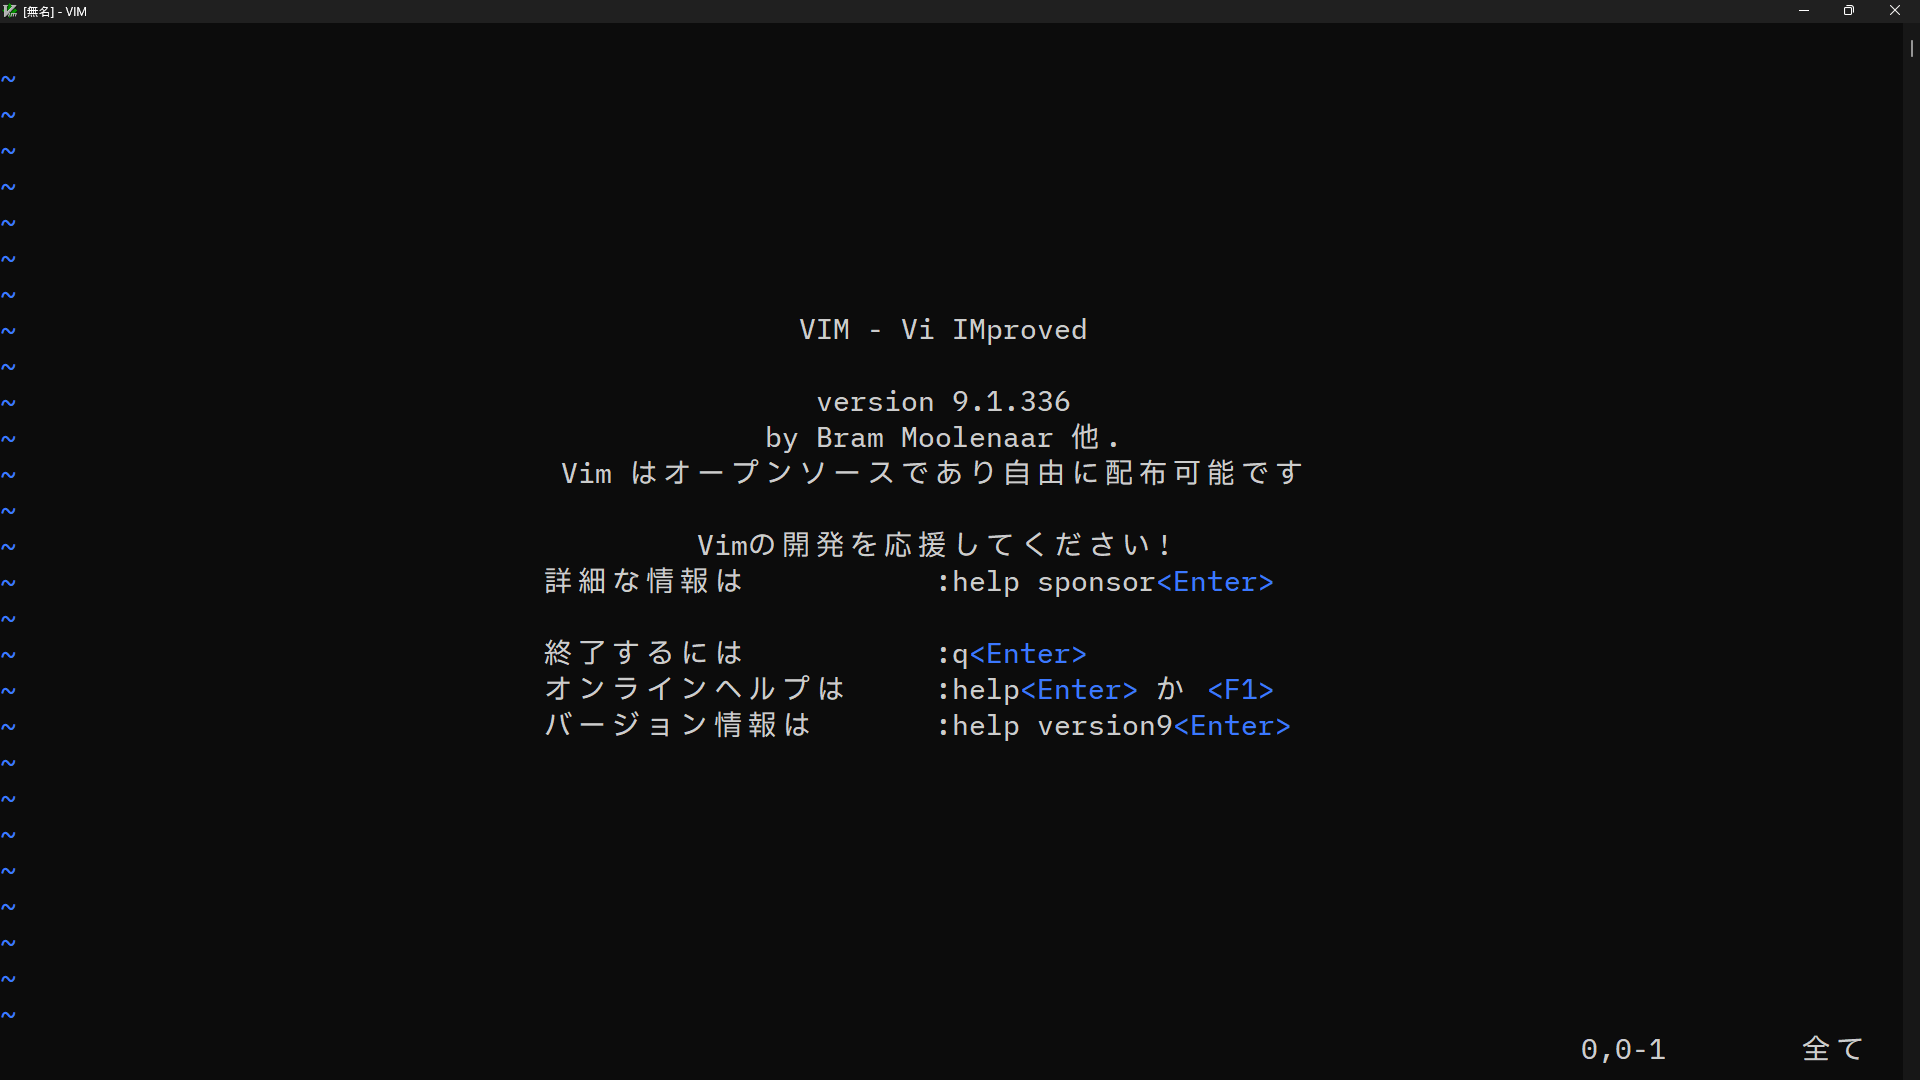 [無名] - VIM
~
~
~
~
~
~
~
~
VIM - Vi IMproved
~
~
version 9.1.336
~
by Bram Moolenaar 他.
~
Vim はオープンソースであり自由に配布可能です
~
~
Vimの開発を応援してください!
~
詳細な情報は :help sponsor<Enter>
~
~
終了するには :q<Enter>
~
オンラインヘルプは :help<Enter> か <F1>
~
バージョン情報は :help version9<Enter>
~
~
~
~
~
~
~
~
0,0-1 全て